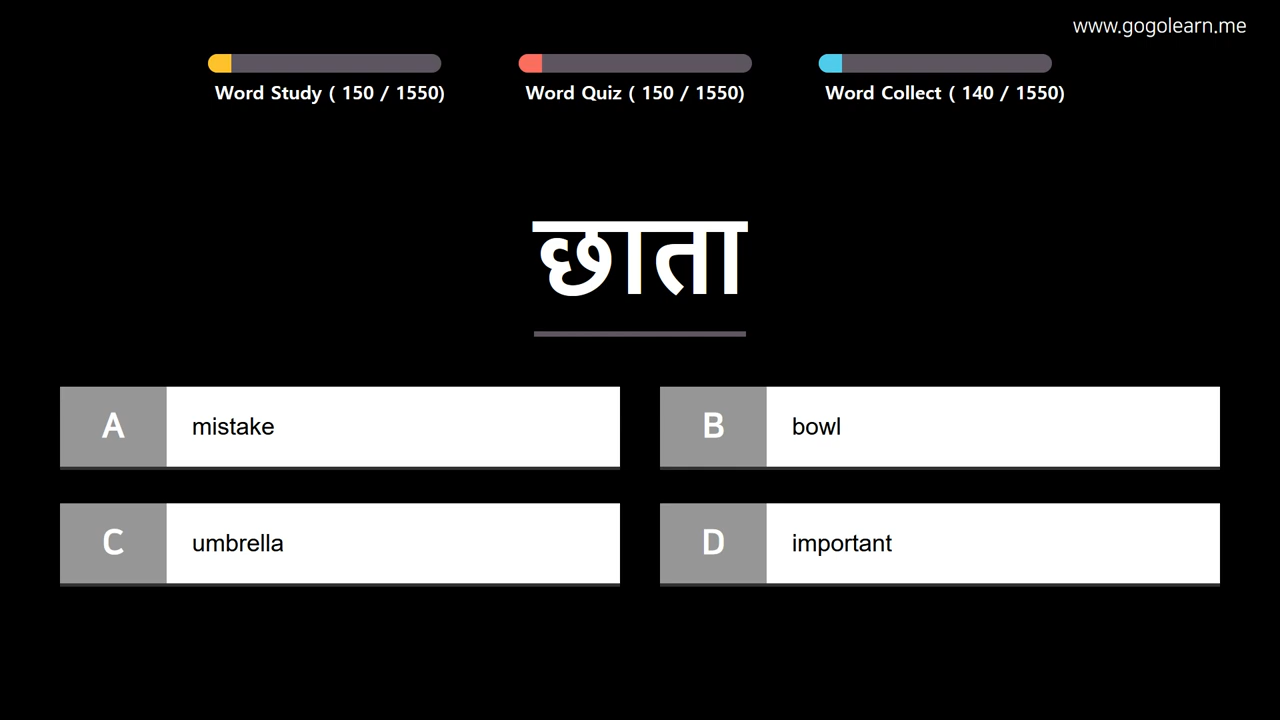 www.gogolearn.me
Word Study ( 150 / 1550)
Word Quiz ( 150 / 1550)
Word Collect ( 140 / 1550)
छाता
A mistake
B bowl
C umbrella
D important